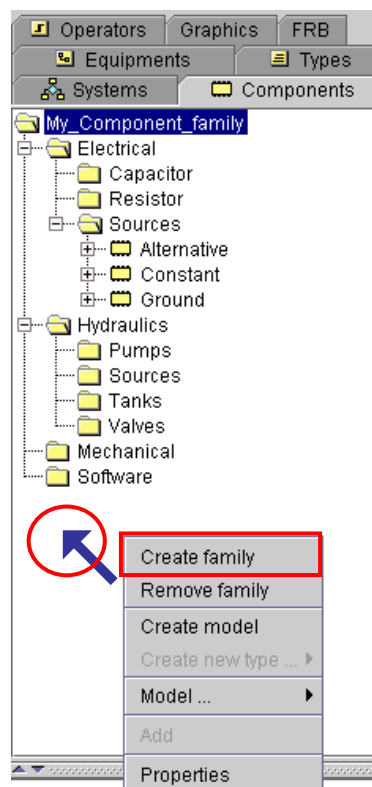 Operators Graphics FRB
Equipments Types
Systems Components
My_Component_family
Electrical
Capacitor
Resistor
Sources
Alternative
Constant
Ground
Hydraulics
Pumps
Sources
Tanks
Valves
Mechanical
Software
Create family
Remove family
Create model
Create new type ...
Model ...
Add
Properties